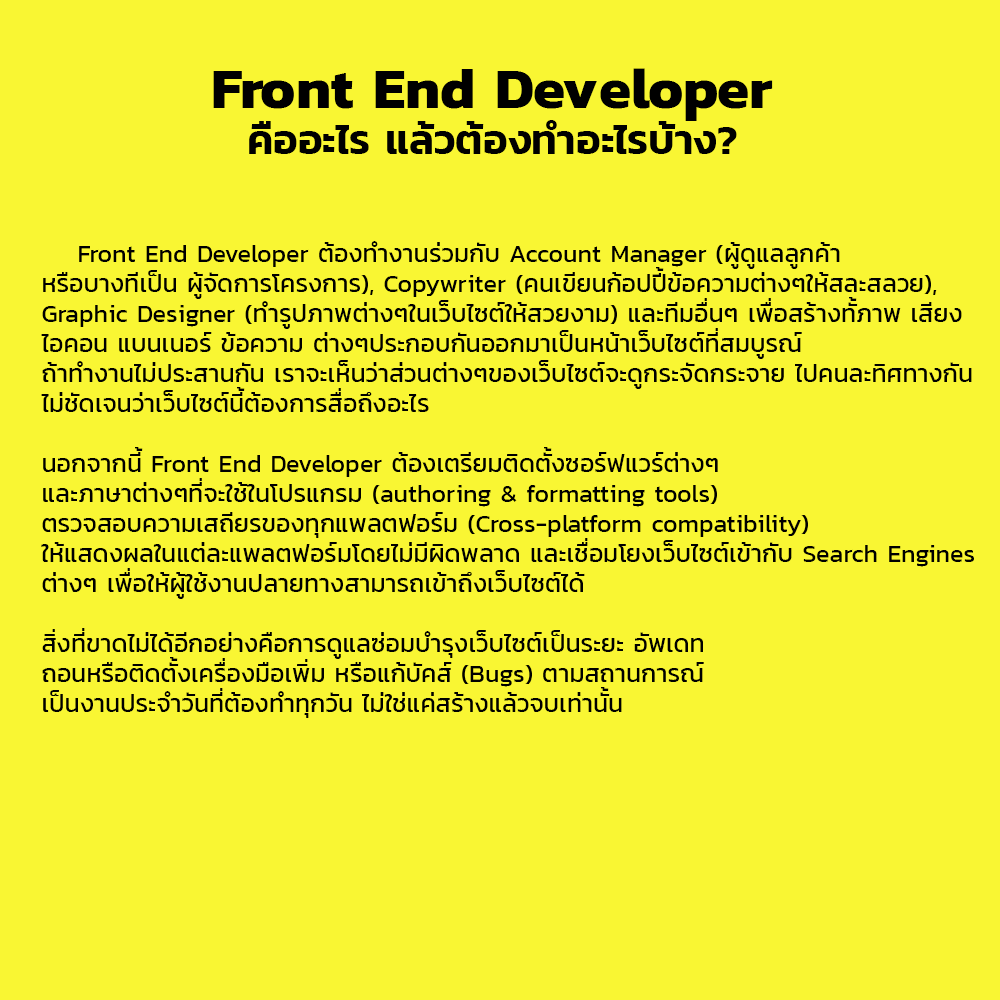 Front End Developer
คืออะไร แล้วต้องทำอะไรบ้าง?
Front End Developer ต้องทำงานร่วมกับ Account Manager (ผู้ดูแลลูกค้า
หรือบางทีเป็น ผู้จัดการโครงการ), Copywriter (คนเขียนก้อปปี้ข้อความต่างๆให้สละสลวย),
Graphic Designer (ทำรูปภาพต่างๆในเว็บไซต์ให้สวยงาม) และทีมอื่นๆ เพื่อสร้างทั้ภาพ เสียง
ไอคอน แบนเนอร์ ข้อความ ต่างๆประกอบกันออกมาเป็นหน้าเว็บไซต์ที่สมบูรณ์
ถ้าทำงานไม่ประสานกัน เราจะเห็นว่าส่วนต่างๆของเว็บไซต์จะดูกระจัดกระจาย ไปคนละทิศทางกัน
ไม่ชัดเจนว่าเว็บไซต์นี้ต้องการสื่อถึงอะไร
นอกจากนี้ Front End Developer ต้องเตรียมติดตั้งซอร์ฟแวร์ต่างๆ
และภาษาต่างๆที่จะใช้ในโปรแกรม (authoring & formatting tools)
ตรวจสอบความเสถียรของทุกแพลตฟอร์ม (Cross-platform compatibility)
ให้แสดงผลในแต่ละแพลตฟอร์มโดยไม่มีผิดพลาด และเชื่อมโยงเว็บไซต์เข้ากับ Search Engines
ต่างๆ เพื่อให้ผู้ใช้งานปลายทางสามารถเข้าถึงเว็บไซต์ได้
สิ่งที่ขาดไม่ได้อีกอย่างคือการดูแลซ่อมบำรุงเว็บไซต์เป็นระยะ อัพเดท
ถอนหรือติดตั้งเครื่องมือเพิ่ม หรือแก้บัคส์ (Bugs) ตามสถานการณ์
เป็นงานประจำวันที่ต้องทำทุกวัน ไม่ใช่แค่สร้างแล้วจบเท่านั้น